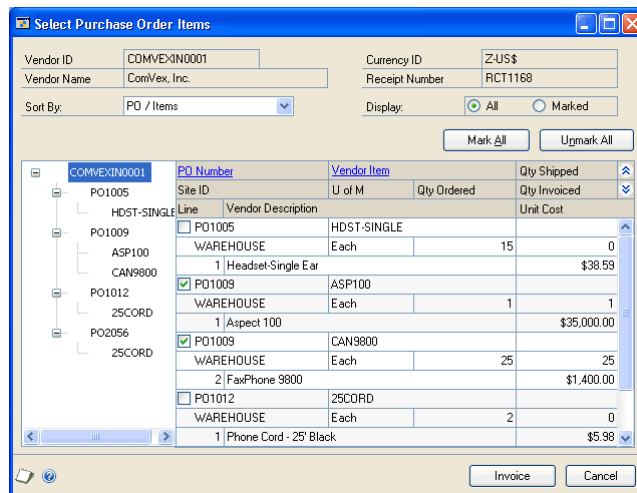 Select Purchase Order Items
Vendor ID COMVEXIN0001 Currency ID Z-US$
Vendor Name ComVex, Inc. Receipt Number RCT1168
Sort By: PO / Items Display: All Marked
Mark All Unmark All
COMVEXIN0001
PO1005
HDST-SINGLE
PO1009
ASP100
CAN9800
PO1012
25CORD
PO2056
25CORD
PO Number Vendor Item Qty Shipped
Site ID U of M Qty Ordered Qty Invoiced
Line Vendor Description Unit Cost
PO1005 HDST-SINGLE
WAREHOUSE Each 15 0
1 Headset-Single Ear $38.59
PO1009 ASP100
WAREHOUSE Each 1 1
1 Aspect 100 $35,000.00
PO1009 CAN9800
WAREHOUSE Each 25 25
2 FaxPhone 9800 $1,400.00
PO1012 25CORD
WAREHOUSE Each 2 0
1 Phone Cord - 25' Black $5.98
Invoice Cancel